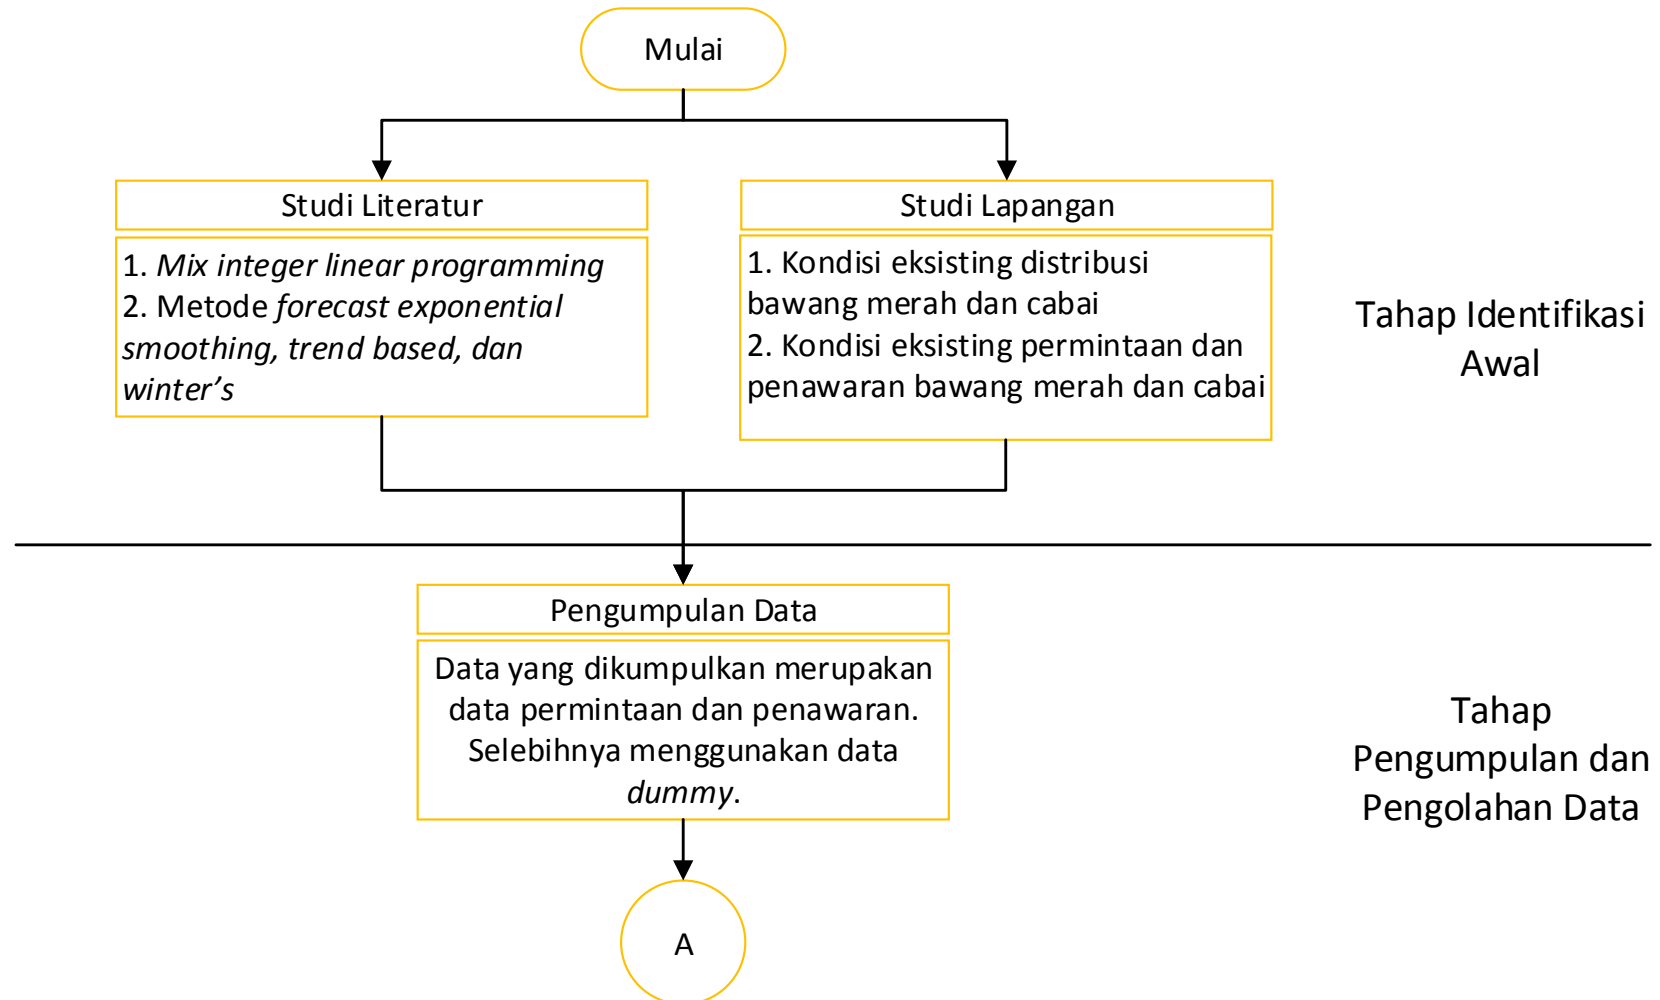 Mulai
Studi Literatur
1. Mix integer linear programming
2. Metode forecast exponential
smoothing, trend based, dan
winter’s
Studi Lapangan
1. Kondisi eksisting distribusi
bawang merah dan cabai
2. Kondisi eksisting permintaan dan
penawaran bawang merah dan cabai
Tahap Identifikasi
Awal
Pengumpulan Data
Data yang dikumpulkan merupakan
data permintaan dan penawaran.
Selebihnya menggunakan data
dummy.
Tahap
Pengumpulan dan
Pengolahan Data
A